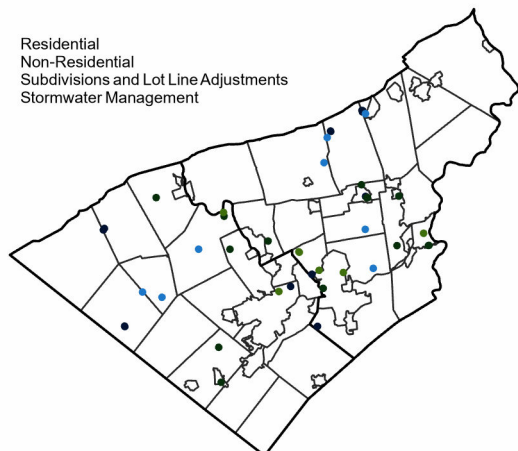 Residential
Non-Residential
Subdivisions and Lot Line Adjustments
Stormwater Management